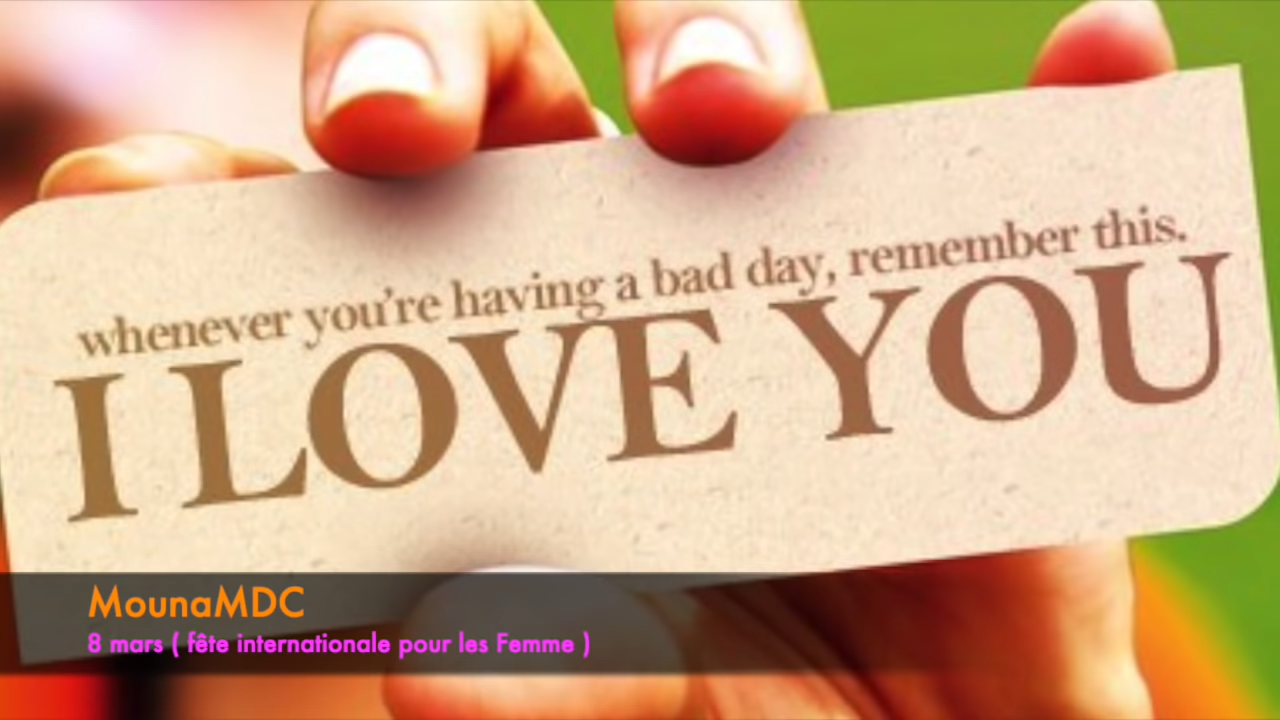 whenever you're having a bad day, remember this.
I LOVE YOU
MounaMDC
8 mars ( fête internationale pour les Femme )